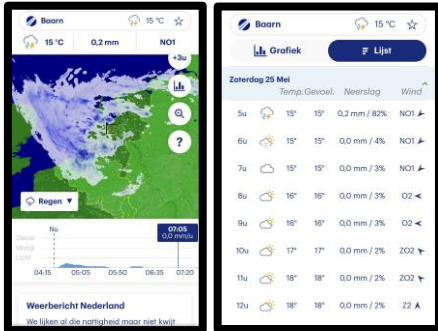 Baarn 15 °C
15 °C 0,2 mm NO1
+3u
?
Regen ▼
Nu
07:05
0,0 mm/u
Zwaar
Matig
Licht
04:15 05:05 05:50 06:35 07:20
Weerbericht Nederland
We lijken al die nattigheid maar niet kwijt
Baarn 15 °C
Grafiek Lijst
Zaterdag 25 Mei
Temp. Gevoel. Neerslag Wind
5u 15° 15° 0,2 mm / 82% NO1
6u 15° 15° 0,0 mm / 4% NO1
7u 15° 15° 0,0 mm / 3% NO1
8u 16° 16° 0,0 mm / 3% O2
9u 16° 16° 0,0 mm / 3% O2
10u 17° 17° 0,0 mm / 2% ZO2
11u 18° 18° 0,0 mm / 2% ZO2
12u 18° 18° 0,0 mm / 2% Z2